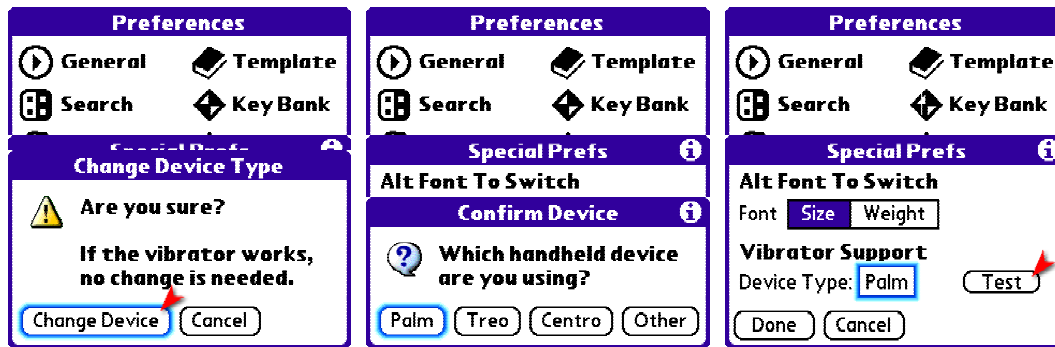 Preferences
General Template
Search Key Bank
Change Device Type
Are you sure?
If the vibrator works,
no change is needed.
Change Device Cancel
Preferences
General Template
Search Key Bank
Special Prefs
Alt Font To Switch
Confirm Device
Which handheld device
are you using?
Palm Treo Centro Other
Preferences
General Template
Search Key Bank
Special Prefs
Alt Font To Switch
Font Size Weight
Vibrator Support
Device Type: Palm Test
Done Cancel